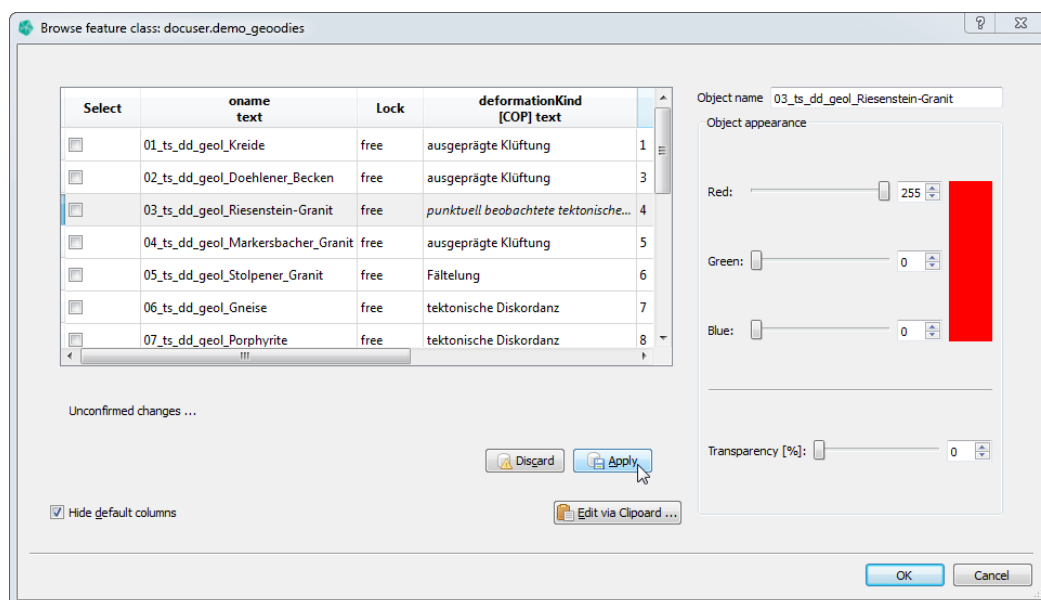 Browse feature class: docuser.demo_geoodies
Select oname text Lock deformationKind [COP] text
01_ts_dd_geol_Kreide free ausgeprägte Klüftung 1
02_ts_dd_geol_Doehlener_Becken free ausgeprägte Klüftung 3
03_ts_dd_geol_Riesenstein-Granit free punktuell beobachtete tektonische... 4
04_ts_dd_geol_Markersbacher_Granit free ausgeprägte Klüftung 5
05_ts_dd_geol_Stolpener_Granit free Fältelung 6
06_ts_dd_geol_Gneise free tektonische Diskordanz 7
07_ts_dd_geol_Porphyrite free tektonische Diskordanz 8
Unconfirmed changes ...
Discard Apply
Hide default columns Edit via Clipoard ...
Object name 03_ts_dd_geol_Riesenstein-Granit
Object appearance
Red: 255
Green: 0
Blue: 0
Transparency [%]: 0
OK Cancel